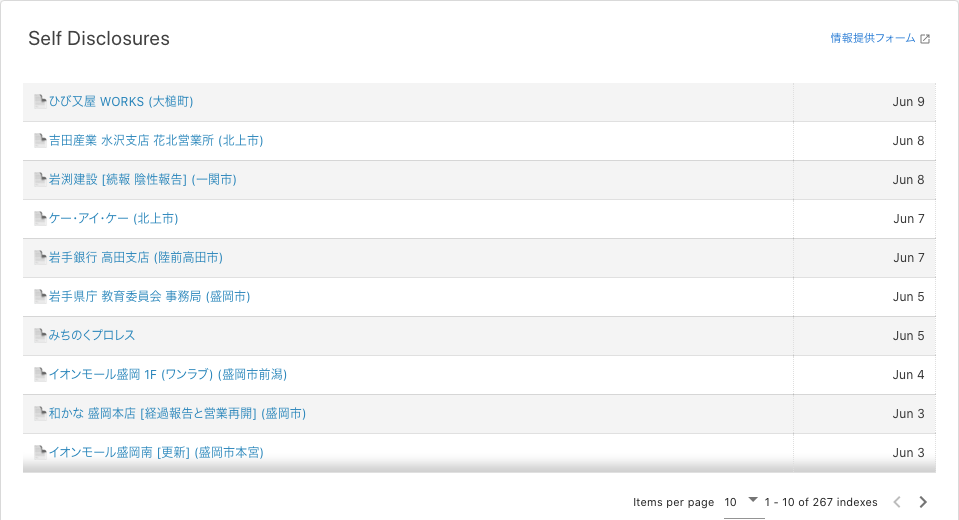 Self Disclosures
情報提供フォーム
ひび又屋 WORKS (大槌町) Jun 9
吉田産業 水沢支店 花北営業所 (北上市) Jun 8
岩渕建設 [続報 陰性報告] (一関市) Jun 8
ケー・アイ・ケー (北上市) Jun 7
岩手銀行 高田支店 (陸前高田市) Jun 7
岩手県庁 教育委員会 事務局 (盛岡市) Jun 5
みちのくプロレス Jun 5
イオンモール盛岡 1F (ワンラブ) (盛岡市前潟) Jun 4
和かな 盛岡本店 [経過報告と営業再開] (盛岡市) Jun 3
イオンモール盛岡南 [更新] (盛岡市本宮) Jun 3
Items per page 10 1 - 10 of 267 indexes